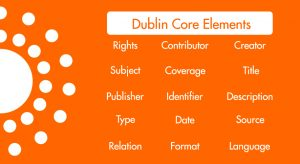 Dublin Core Elements
Rights Contributor Creator
Subject Coverage Title
Publisher Identifier Description
Type Date Source
Relation Format Language